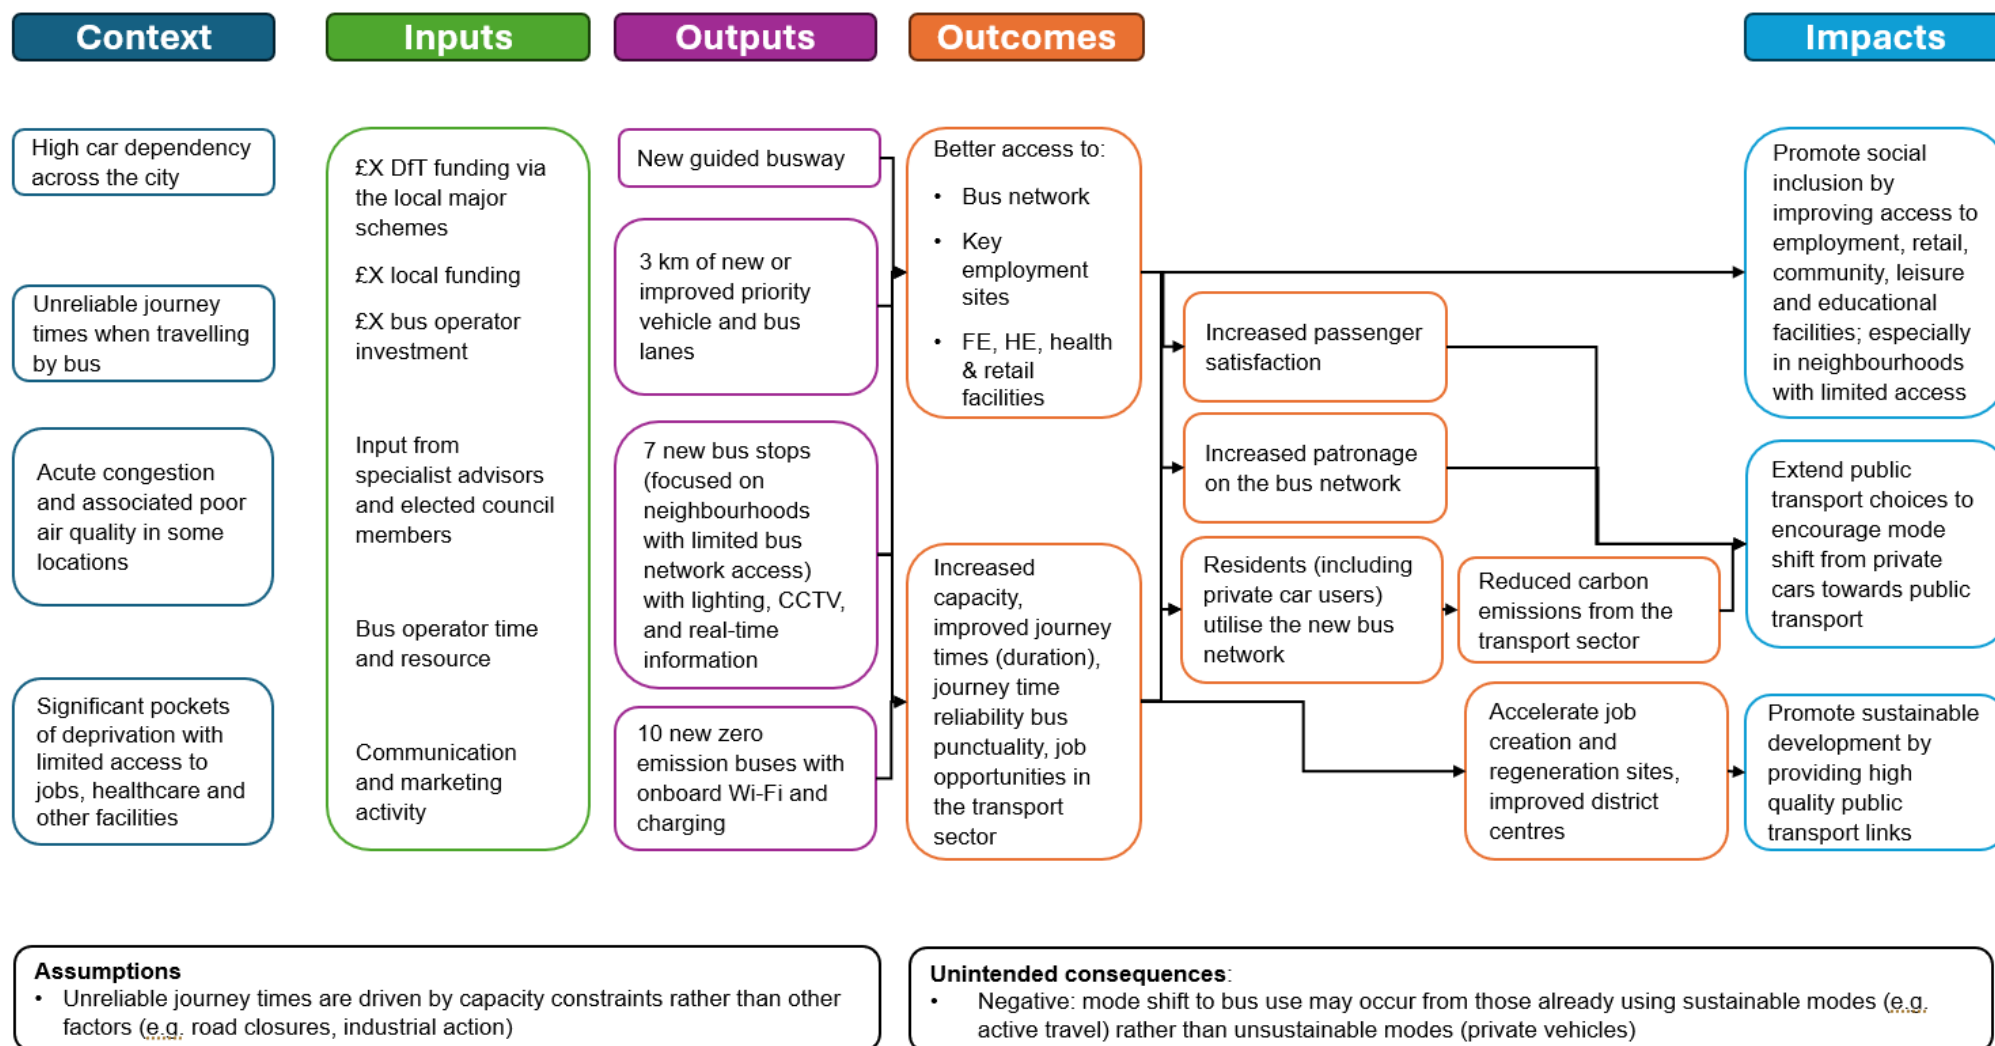 Context
Inputs
Outputs
Outcomes
Impacts
High car dependency
across the city
Unreliable journey
times when travelling
by bus
Acute congestion
and associated poor
air quality in some
locations
Significant pockets
of deprivation with
limited access to
jobs, healthcare and
other facilities
£X DfT funding via
the local major
schemes
£X local funding
£X bus operator
investment
Input from
specialist advisors
and elected council
members
Bus operator time
and resource
Communication
and marketing
activity
New guided busway
3 km of new or
improved priority
vehicle and bus
lanes
7 new bus stops
(focused on
neighbourhoods
with limited bus
network access)
with lighting, CCTV,
and real-time
information
10 new zero
emission buses with
onboard Wi-Fi and
charging
Better access to:
• Bus network
• Key
employment
sites
• FE, HE, health
& retail
facilities
Increased
capacity,
improved journey
times (duration),
journey time
reliability bus
punctuality, job
opportunities in
the transport
sector
Increased passenger
satisfaction
Increased patronage
on the bus network
Residents (including
private car users)
utilise the new bus
network
Reduced carbon
emissions from the
transport sector
Accelerate job
creation and
regeneration sites,
improved district
centres
Promote social
inclusion by
improving access to
employment, retail,
community, leisure
and educational
facilities; especially
in neighbourhoods
with limited access
Extend public
transport choices to
encourage mode
shift from private
cars towards public
transport
Promote sustainable
development by
providing high
quality public
transport links
Assumptions
• Unreliable journey times are driven by capacity constraints rather than other
factors (e.g. road closures, industrial action)
Unintended consequences:
• Negative: mode shift to bus use may occur from those already using sustainable modes (e.g.
active travel) rather than unsustainable modes (private vehicles)